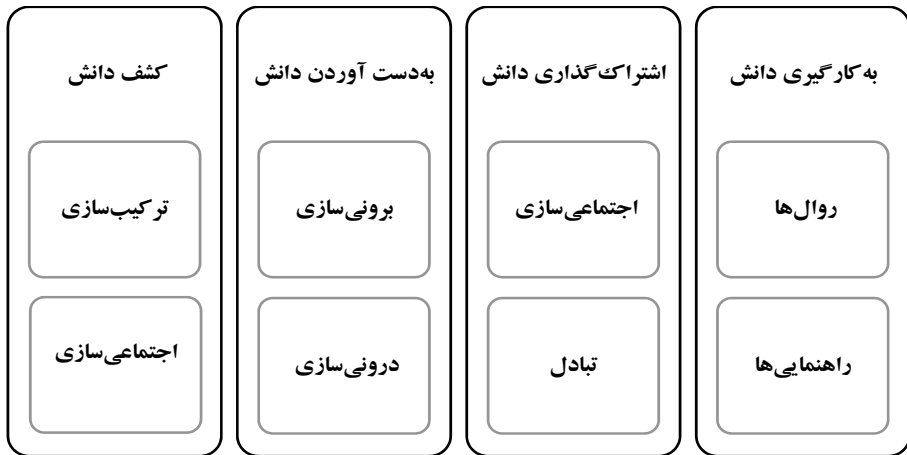 به‌کارگیری دانش
روال‌ها
راهنمایی‌ها
اشتراک‌گذاری دانش
اجتماعی‌سازی
تبادل
به‌دست آوردن دانش
برونی‌سازی
درونی‌سازی
کشف دانش
ترکیب‌سازی
اجتماعی‌سازی